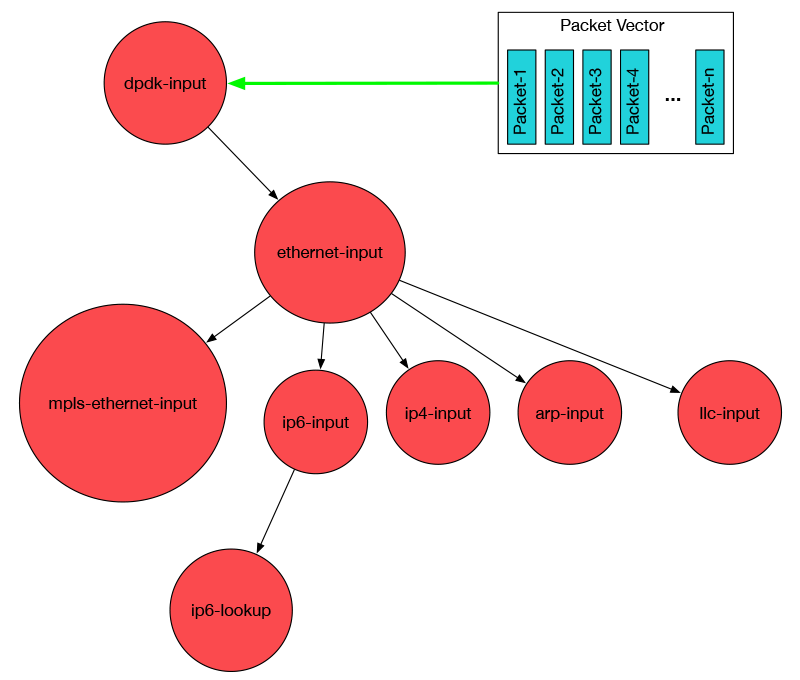 Packet Vector
dpdk-input
Packet-1
Packet-2
Packet-3
Packet-4
...
Packet-n
ethernet-input
mpls-ethernet-input
ip6-input
ip4-input
arp-input
llc-input
ip6-lookup